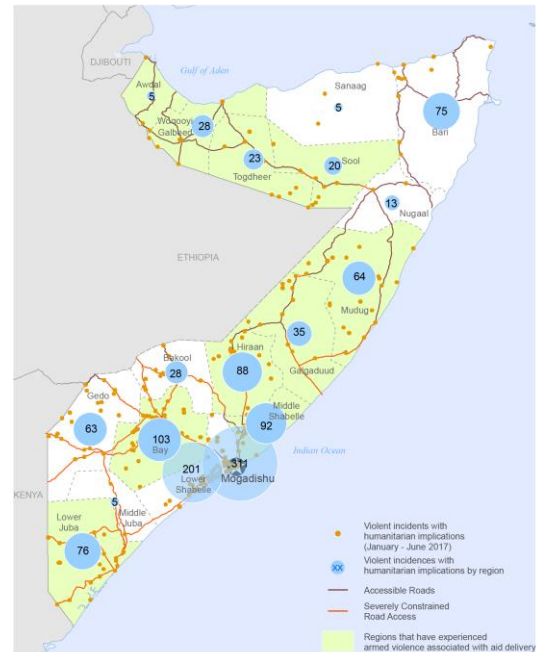 DJIBOUTI
Gulf of Aden
Awdal
5
Sanaag
5
75
Bari
Woqooyi
Galbeed
28
23
Togdheer
20
Sool
13
Nugaal
ETHIOPIA
64
Mudug
35
Galgaduud
Hiraan
88
Bakool
28
Gedo
63
Middle
Shabelle
92
103
Bay
Indian Ocean
201
Lower
Shabelle
311
Mogadishu
KENYA
5
Middle
Juba
Lower
Juba
76
Violent incidents with
humanitarian implications
(January - June 2017)
XX
Violent incidences with
humanitarian implications by region
Accessible Roads
Severely Constrained
Road Access
Regions that have experienced
armed violence associated with aid delivery